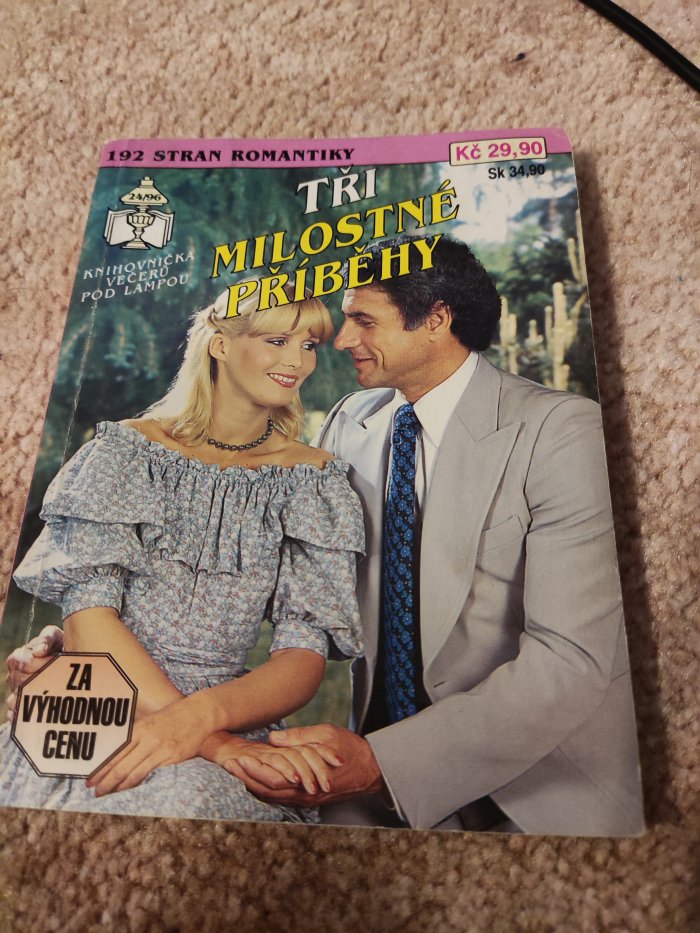 192 STRAN ROMANTIKY
Kč 29,90
Sk 34,90
24/96
KNIHOVNIČKA
VEČERŮ
POD LAMPOU
TŘI
MILOSTNÉ
PŘÍBĚHY
ZA
VÝHODNOU
CENU